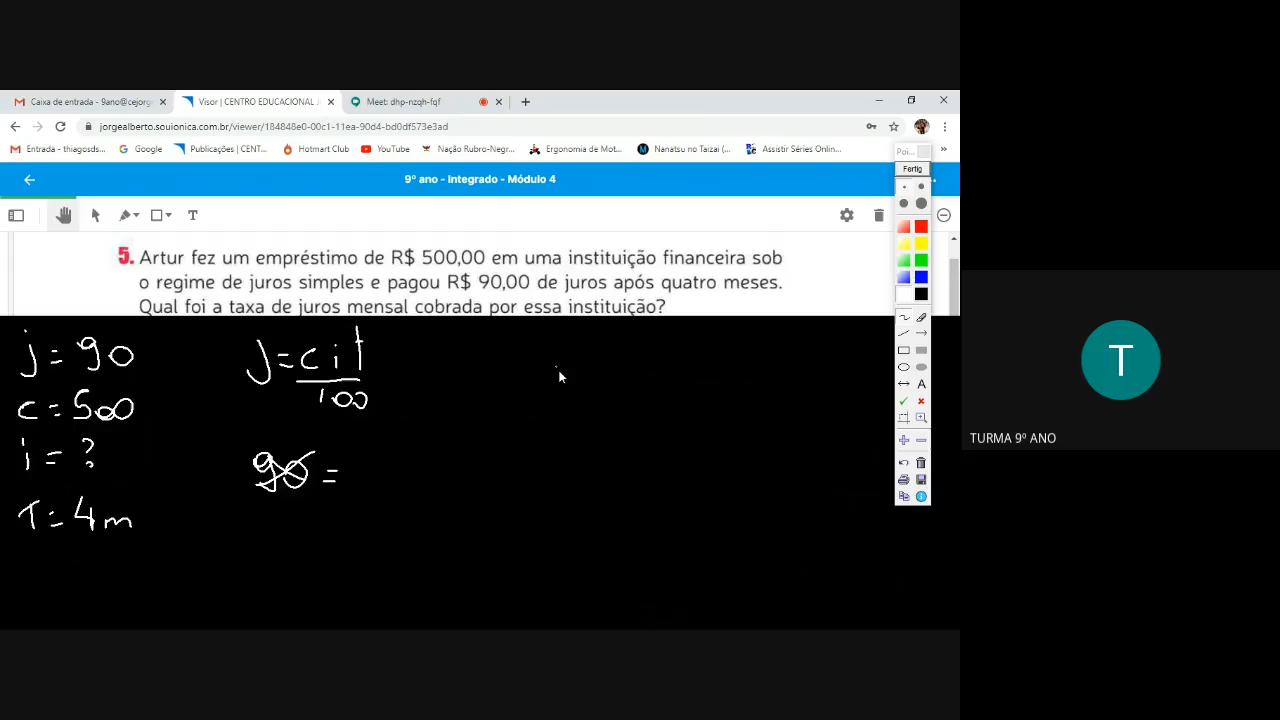 Caixa de entrada - 9ano@cejorg
Visor | CENTRO EDUCACIONAL J
Meet: dhp-nzqh-fqf
jorgealberto.souionica.com.br/viewer/184848e0-00c1-11ea-90d4-bd0df573e3ad
Entrada - thiagosds...
Google
Publicações | CENT...
Hotmart Club
YouTube
Nação Rubro-Negr...
Ergonomia de Mot...
Nanatsu no Taizai (...
Assistir Séries Onlin...
»
Poi...
Fertig
9º ano - Integrado - Módulo 4
T
A
5. Artur fez um empréstimo de R$ 500,00 em uma instituição financeira sob
o regime de juros simples e pagou R$ 90,00 de juros após quatro meses.
Qual foi a taxa de juros mensal cobrada por essa instituição?
j = 90
c = 500
i = ?
T = 4m
J = c i t
100
90 =
T
TURMA 9º ANO